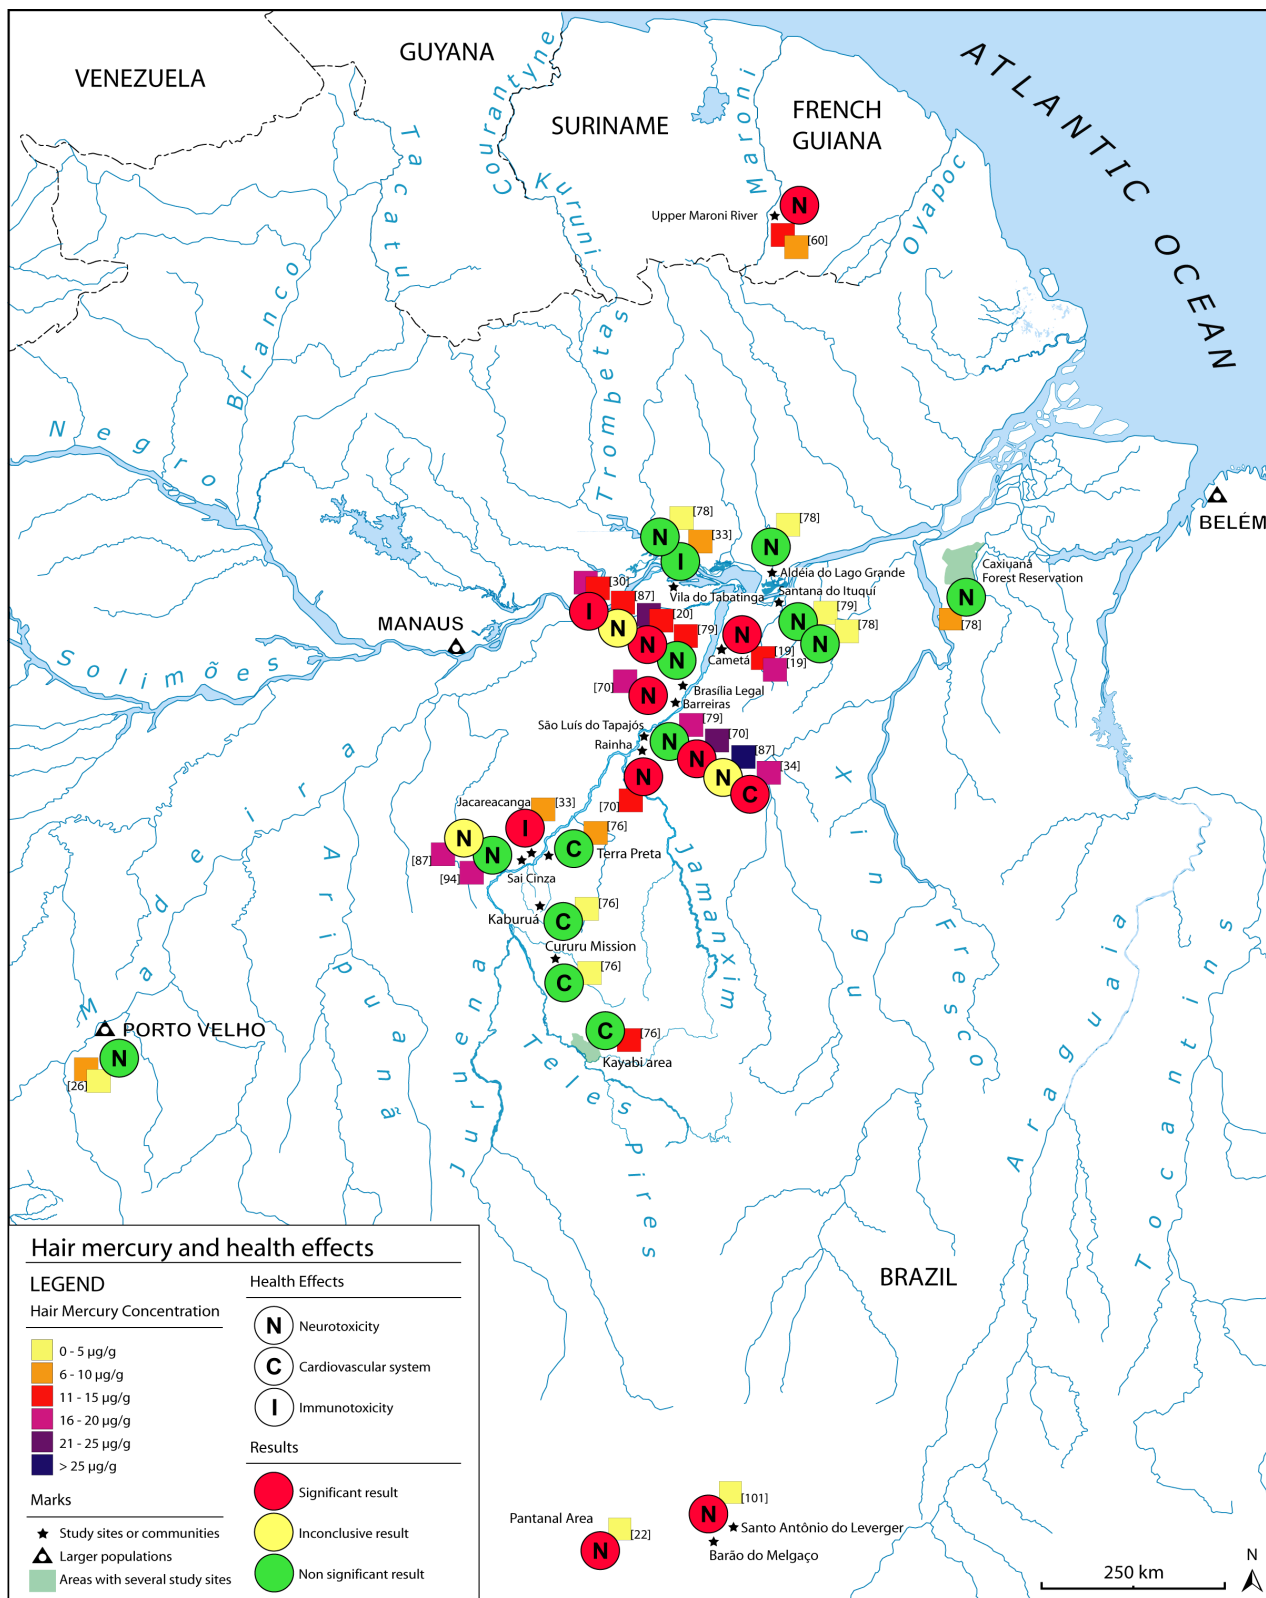 VENEZUELA
GUYANA
SURINAME
FRENCH
GUIANA
ATLANTIC OCEAN
Courantyne
Kuruni
Maroni
Oyapoc
Tacatu
Branco
Negro
Trombetas
Upper Maroni River
N
[60]
BELÉM
MANAUS
Solimões
[78]
N
[33]
I
[78]
N
Aldéia do Lago Grande
Vila do Tabatinga
Santana do Ituquí
Caxiuanã
Forest Reservation
N
[78]
[30]
I
[87]
N
[20]
N
[79]
N
[79]
N
[78]
N
N
Cametá
[19]
[19]
[70]
N
Brasília Legal
Barreiras
São Luís do Tapajós
Rainha
[79]
N
[70]
N
[87]
N
[34]
C
N
[70]
Jacareacanga
[33]
I
N
[87]
N
[94]
Sai Cinza
[76]
C
Terra Preta
Kaburuá
[76]
C
Cururu Mission
[76]
C
C
[76]
Kayabi area
Madeira
Aripuanã
Juruena
Teles Pires
Jamanxim
Xingu
Fresco
Araguaia
Tocantins
PORTO VELHO
N
[26]
BRAZIL
Pantanal Area
[22]
N
[101]
N
Santo Antônio do Leverger
Barão do Melgaço
250 km
N
Hair mercury and health effects
LEGEND
Hair Mercury Concentration
0 - 5 µg/g
6 - 10 µg/g
11 - 15 µg/g
16 - 20 µg/g
21 - 25 µg/g
> 25 µg/g
Marks
Study sites or communities
Larger populations
Areas with several study sites
Health Effects
N Neurotoxicity
C Cardiovascular system
I Immunotoxicity
Results
Significant result
Inconclusive result
Non significant result